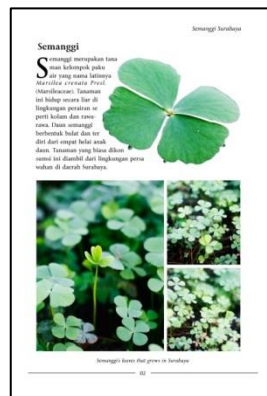 Semanggi Surabaya
Semanggi
Semanggi merupakan tana
man kelompok paku
air yang nama latinnya
Marsilea crenata Presl.
(Marsileaceae). Tanaman
ini hidup secara liar di
lingkungan perairan se
perti kolam dan rawa-
rawa. Daun semanggi
berbentuk bulat dan ter
diri dari empat helai anak
daun. Tanaman yang biasa dikon
sumsi ini diambil dari lingkungan persa
wahan di daerah Surabaya.
Semanggi's leaves that grows in Surabaya
02